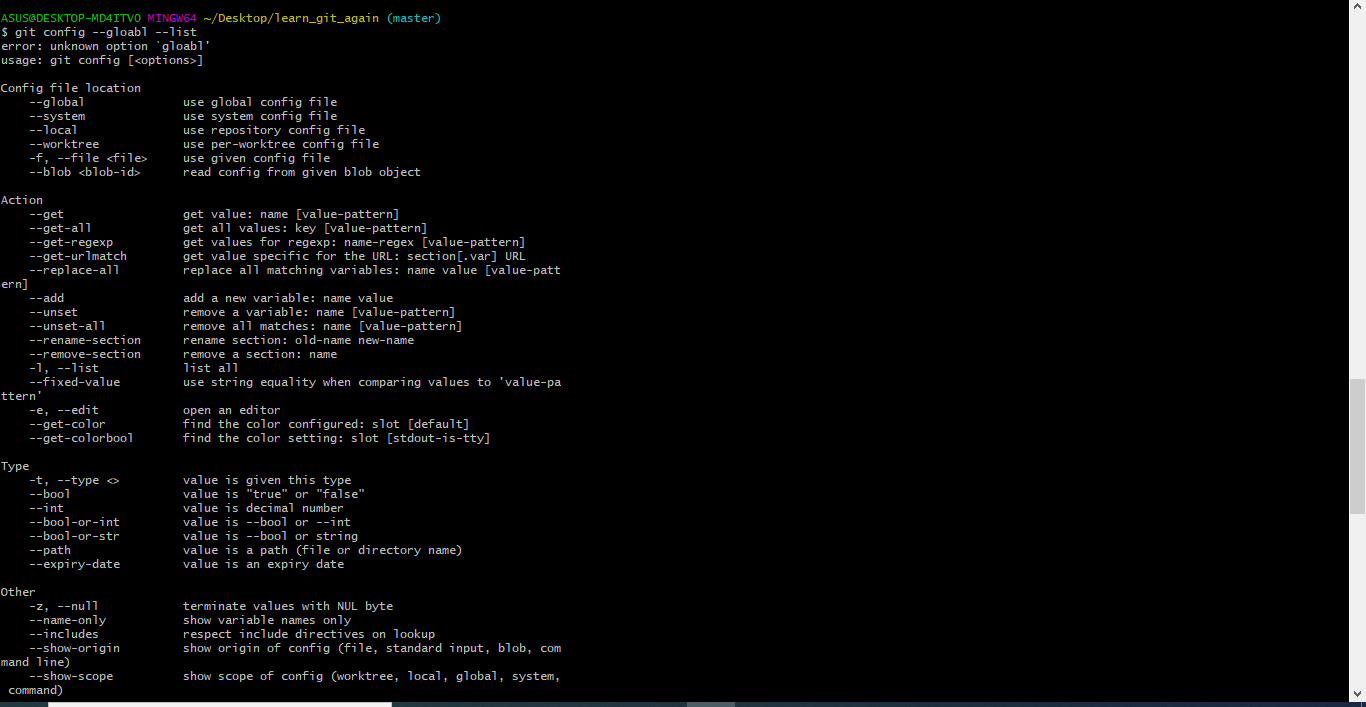 ASUS@DESKTOP-MD4ITVO MINGW64 ~/Desktop/learn_git_again (master)
$ git config --gloabl --list
error: unknown option `gloabl'
usage: git config [<options>]

Config file location
    --global              use global config file
    --system              use system config file
    --local               use repository config file
    --worktree            use per-worktree config file
    -f, --file <file>     use given config file
    --blob <blob-id>      read config from given blob object

Action
    --get                 get value: name [value-pattern]
    --get-all             get all values: key [value-pattern]
    --get-regexp          get values for regexp: name-regex [value-pattern]
    --get-urlmatch        get value specific for the URL: section[.var] URL
    --replace-all         replace all matching variables: name value [value-patt
ern]
    --add                 add a new variable: name value
    --unset               remove a variable: name [value-pattern]
    --unset-all           remove all matches: name [value-pattern]
    --rename-section      rename section: old-name new-name
    --remove-section      remove a section: name
    -l, --list            list all
    --fixed-value         use string equality when comparing values to 'value-pa
ttern'
    -e, --edit            open an editor
    --get-color           find the color configured: slot [default]
    --get-colorbool       find the color setting: slot [stdout-is-tty]

Type
    -t, --type <>         value is given this type
    --bool                value is "true" or "false"
    --int                 value is decimal number
    --bool-or-int         value is --bool or --int
    --bool-or-str         value is --bool or string
    --path                value is a path (file or directory name)
    --expiry-date         value is an expiry date

Other
    -z, --null            terminate values with NUL byte
    --name-only           show variable names only
    --includes            respect include directives on lookup
    --show-origin         show origin of config (file, standard input, blob, com
mand line)
    --show-scope          show scope of config (worktree, local, global, system,
 command)